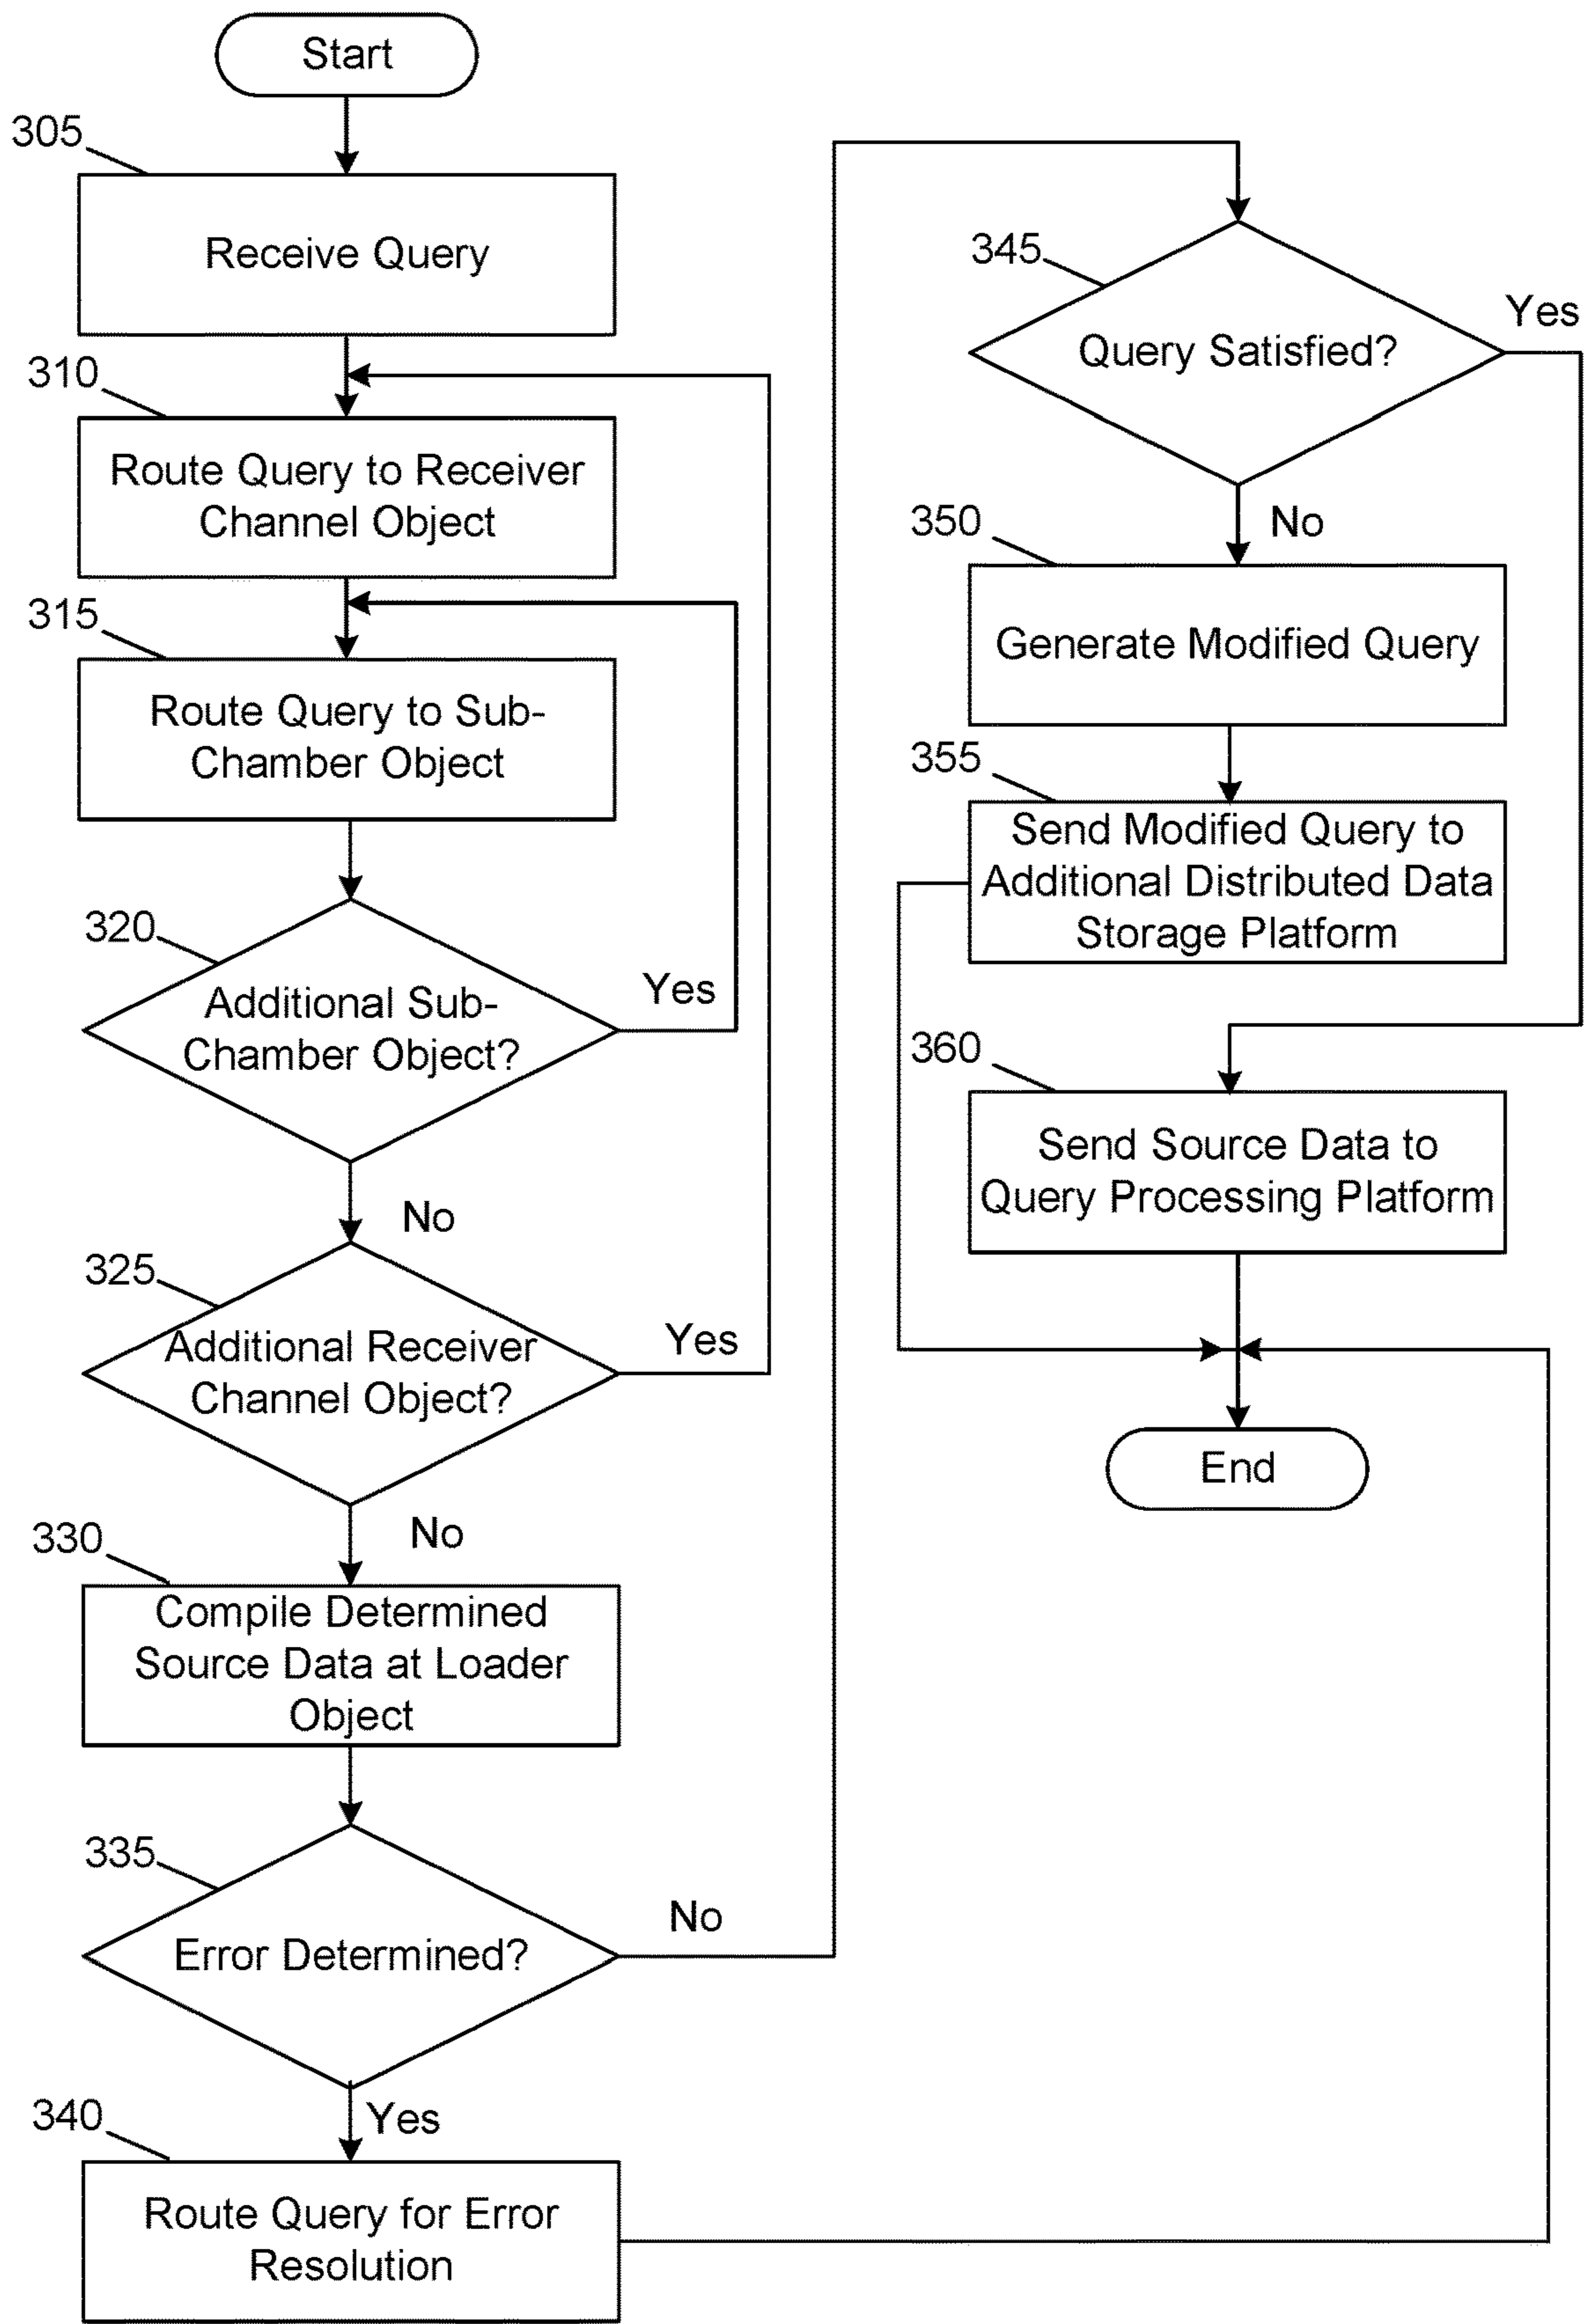 Start
305
Receive Query
310
Route Query to Receiver
Channel Object
315
Route Query to Sub-
Chamber Object
320
Additional Sub-
Chamber Object?
Yes
No
325
Additional Receiver
Channel Object?
Yes
No
330
Compile Determined
Source Data at Loader
Object
335
Error Determined?
No
Yes
340
Route Query for Error
Resolution
345
Query Satisfied?
Yes
No
350
Generate Modified Query
355
Send Modified Query to
Additional Distributed Data
Storage Platform
360
Send Source Data to
Query Processing Platform
End